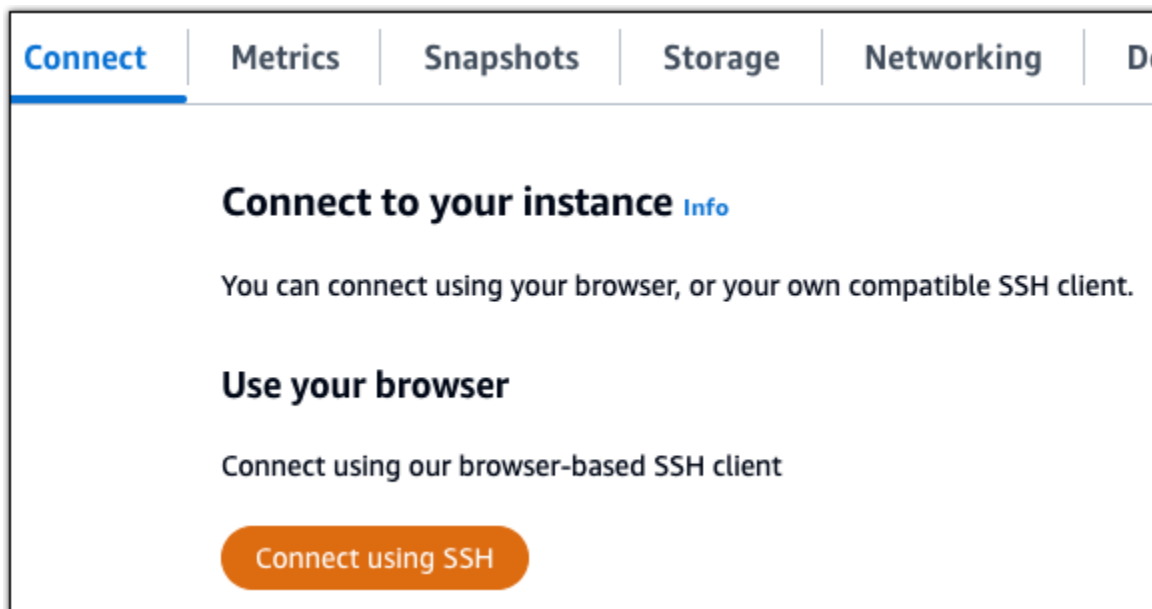 Connect Metrics Snapshots Storage Networking
Connect to your instance Info
You can connect using your browser, or your own compatible SSH client.
Use your browser
Connect using our browser-based SSH client
Connect using SSH